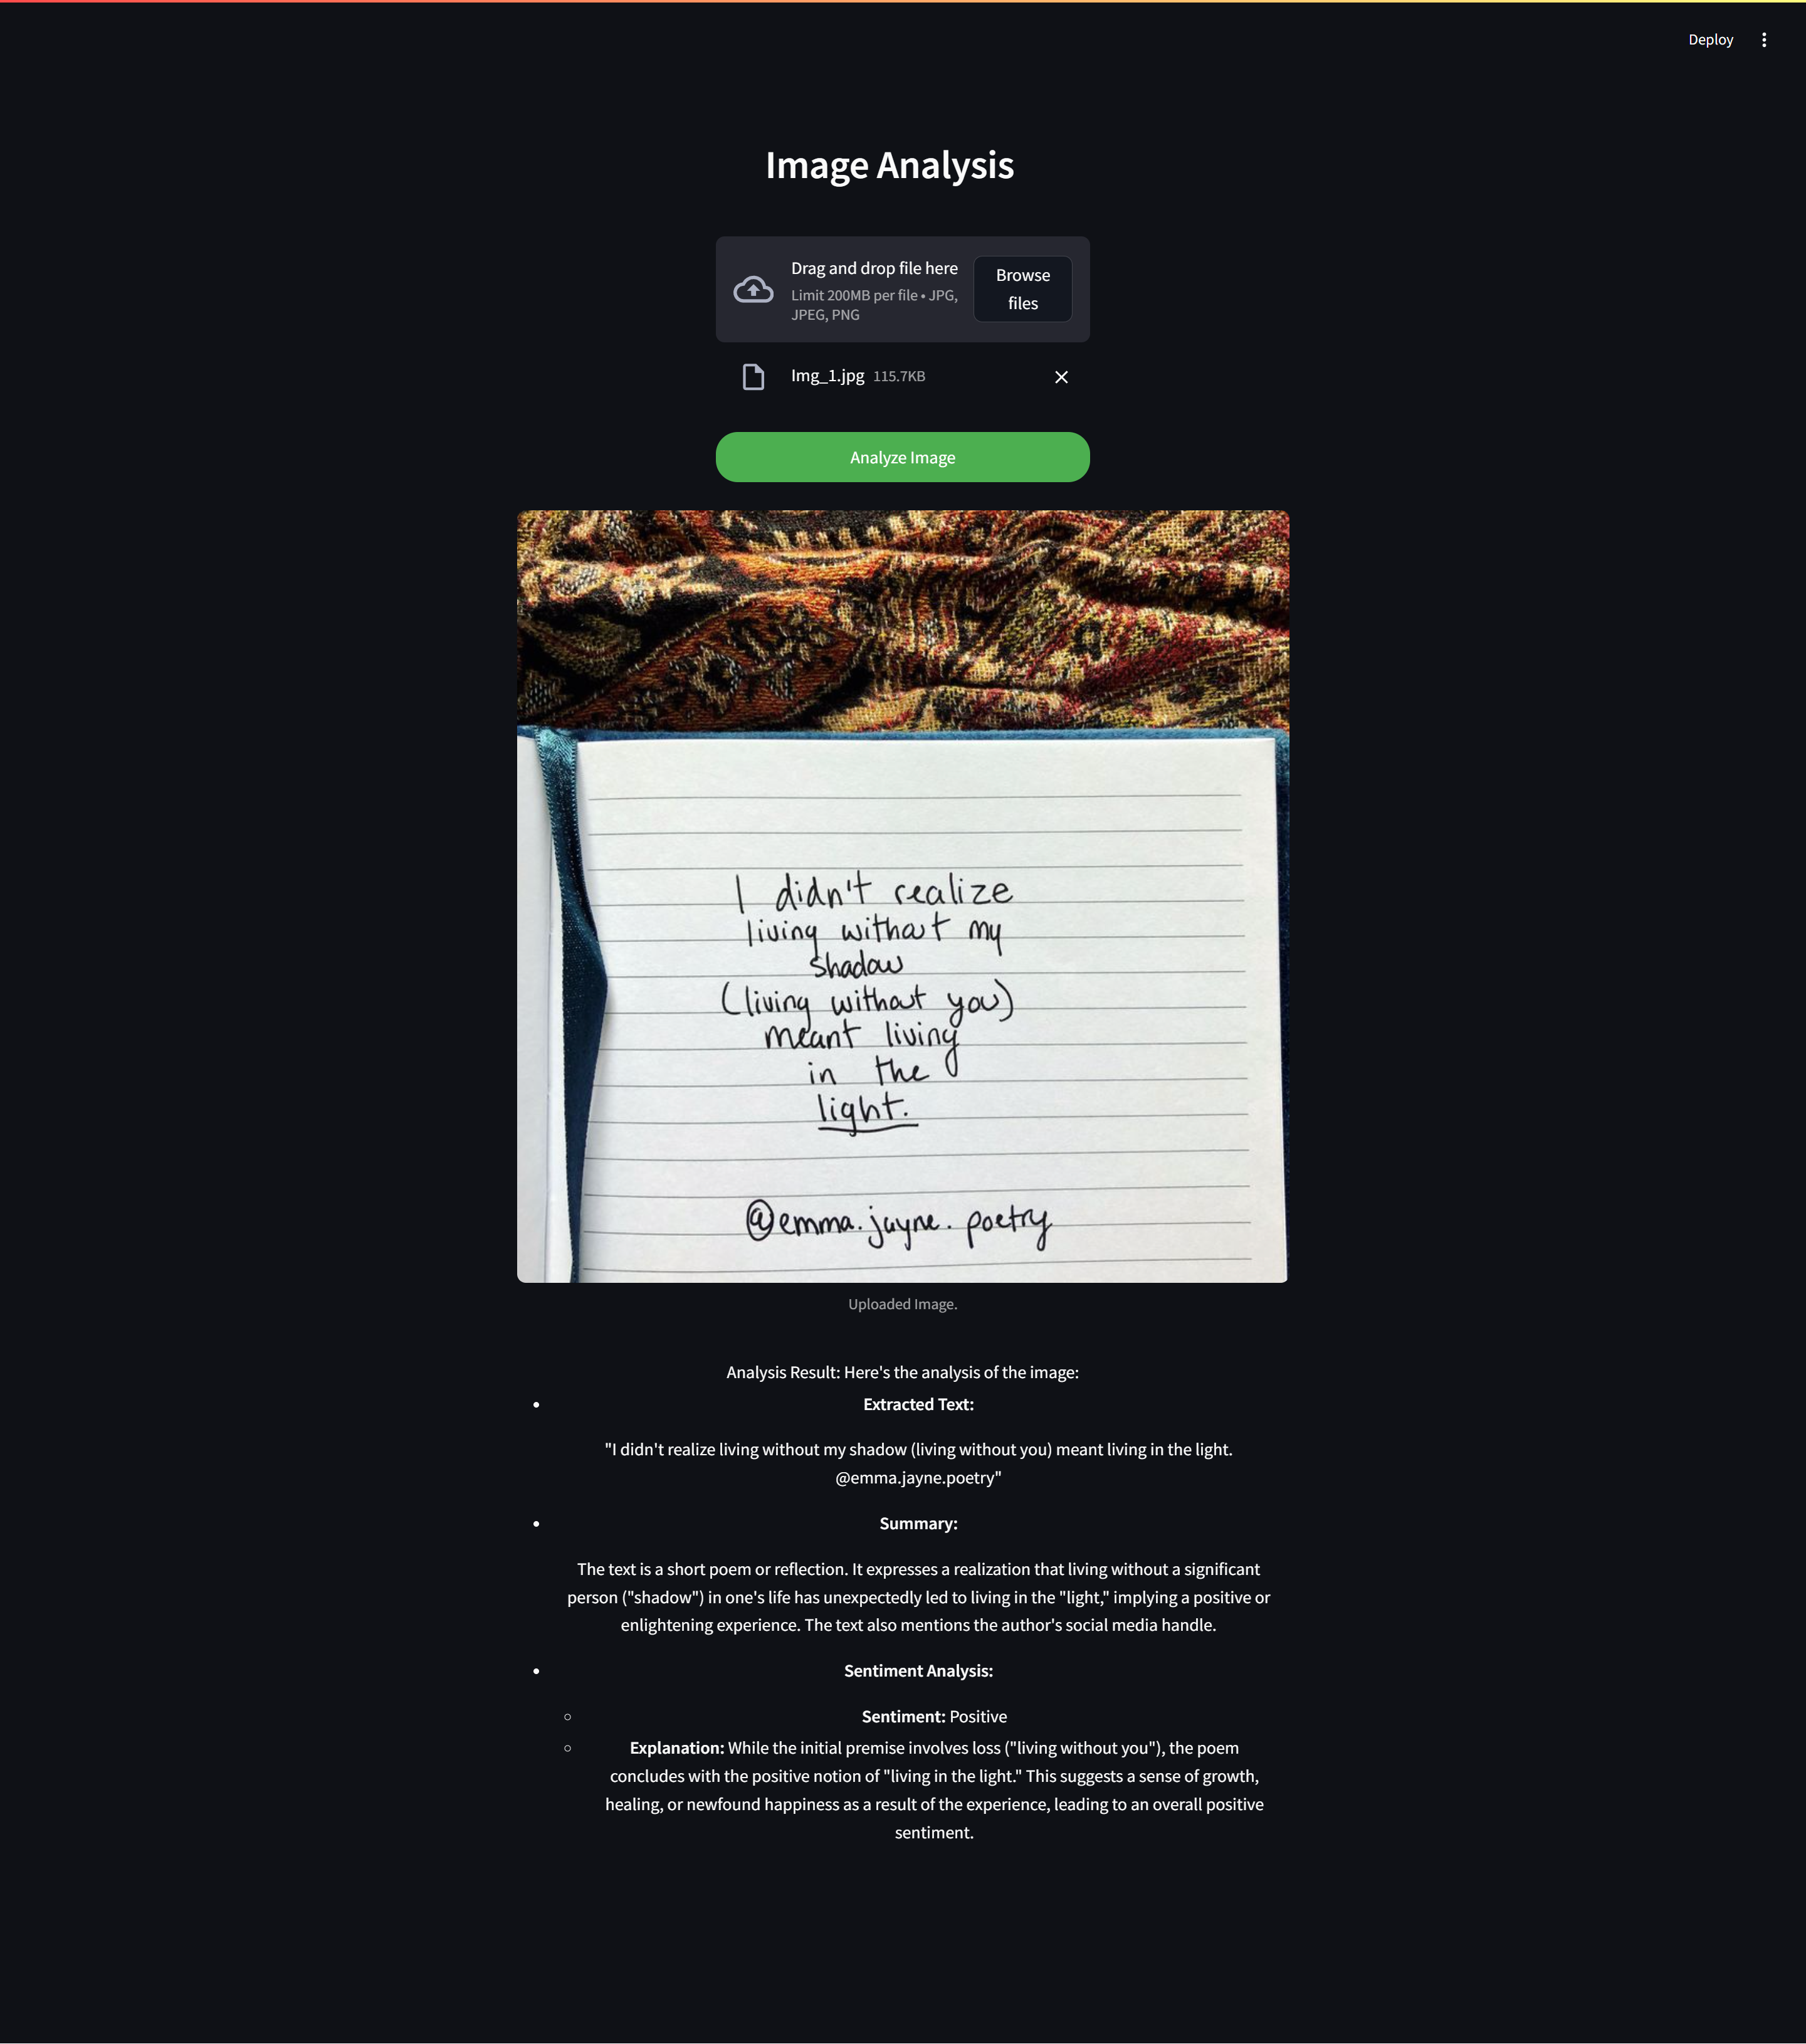 Deploy
Image Analysis
Drag and drop file here
Limit 200MB per file • JPG,
JPEG, PNG
Browse
files
Img_1.jpg 115.7KB
Analyze Image
I didn't realize
living without my
shadow
(living without you)
meant living
in the
light.
@emma.jayne.poetry
Uploaded Image.
Analysis Result: Here's the analysis of the image:
Extracted Text:
"I didn't realize living without my shadow (living without you) meant living in the light.
@emma.jayne.poetry"
Summary:
The text is a short poem or reflection. It expresses a realization that living without a significant
person ("shadow") in one's life has unexpectedly led to living in the "light," implying a positive or
enlightening experience. The text also mentions the author's social media handle.
Sentiment Analysis:
Sentiment: Positive
Explanation: While the initial premise involves loss ("living without you"), the poem
concludes with the positive notion of "living in the light." This suggests a sense of growth,
healing, or newfound happiness as a result of the experience, leading to an overall positive
sentiment.